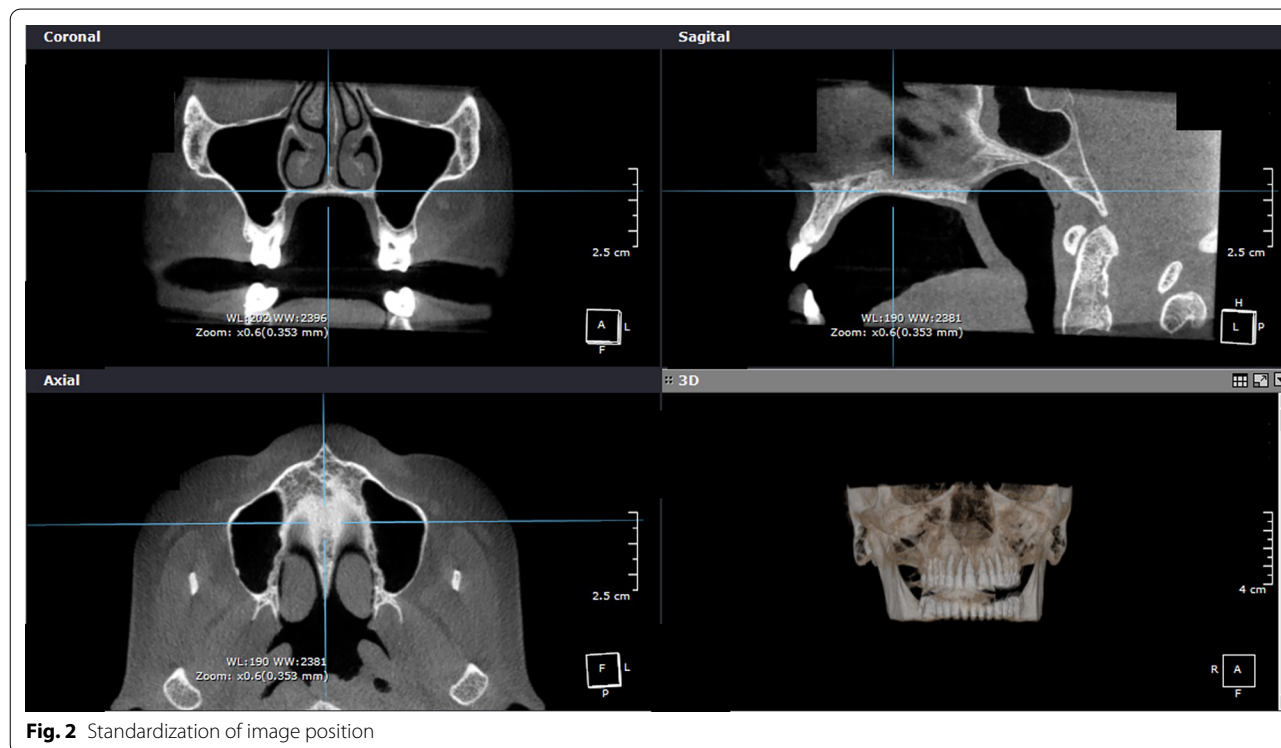 Coronal
WL:202 WW:2396
Zoom: x0.6(0.353 mm)
2.5 cm
A L
F
Sagital
WL:190 WW:2381
Zoom: x0.6(0.353 mm)
2.5 cm
H
L P
Axial
WL:190 WW:2381
Zoom: x0.6(0.353 mm)
2.5 cm
F L
P
3D
4 cm
R A
F
Fig. 2 Standardization of image position